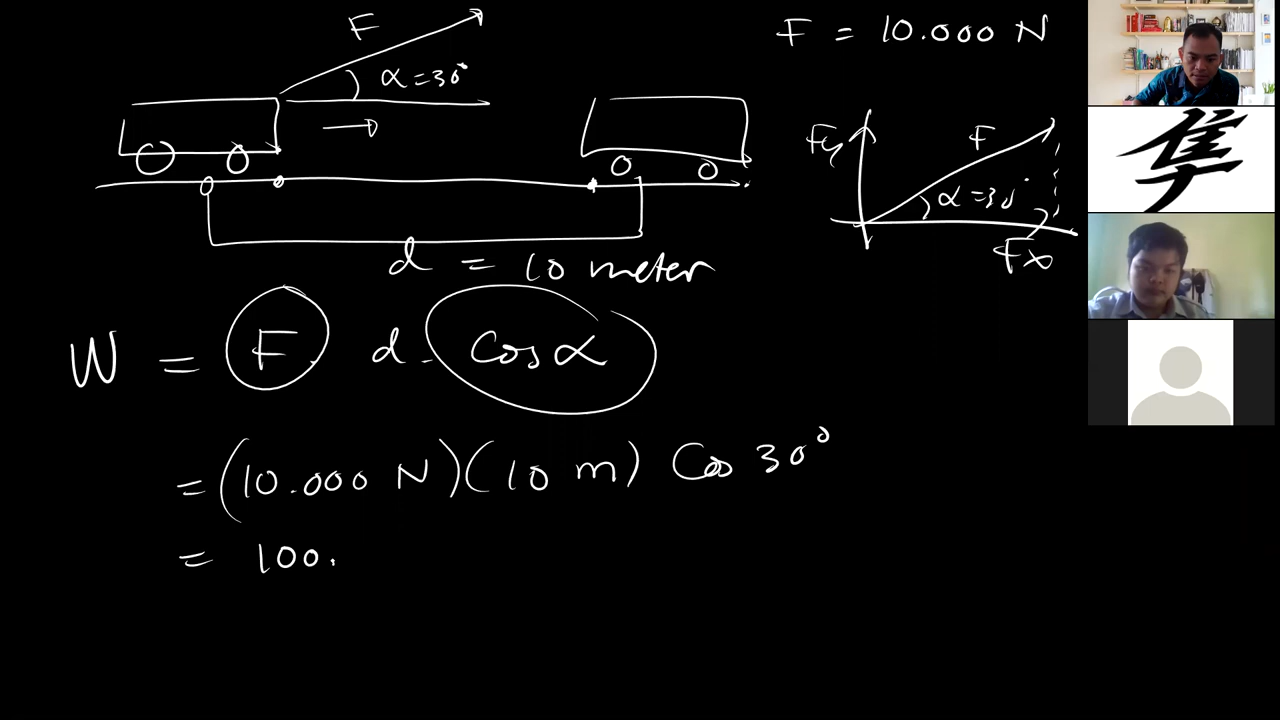 F
α = 30°
F = 10.000 N
Fy
F
α = 30°
Fx
d = 10 meter
W = F. d. Cos α
= (10.000 N)(10 m) Cos 30°
= 100.
隼